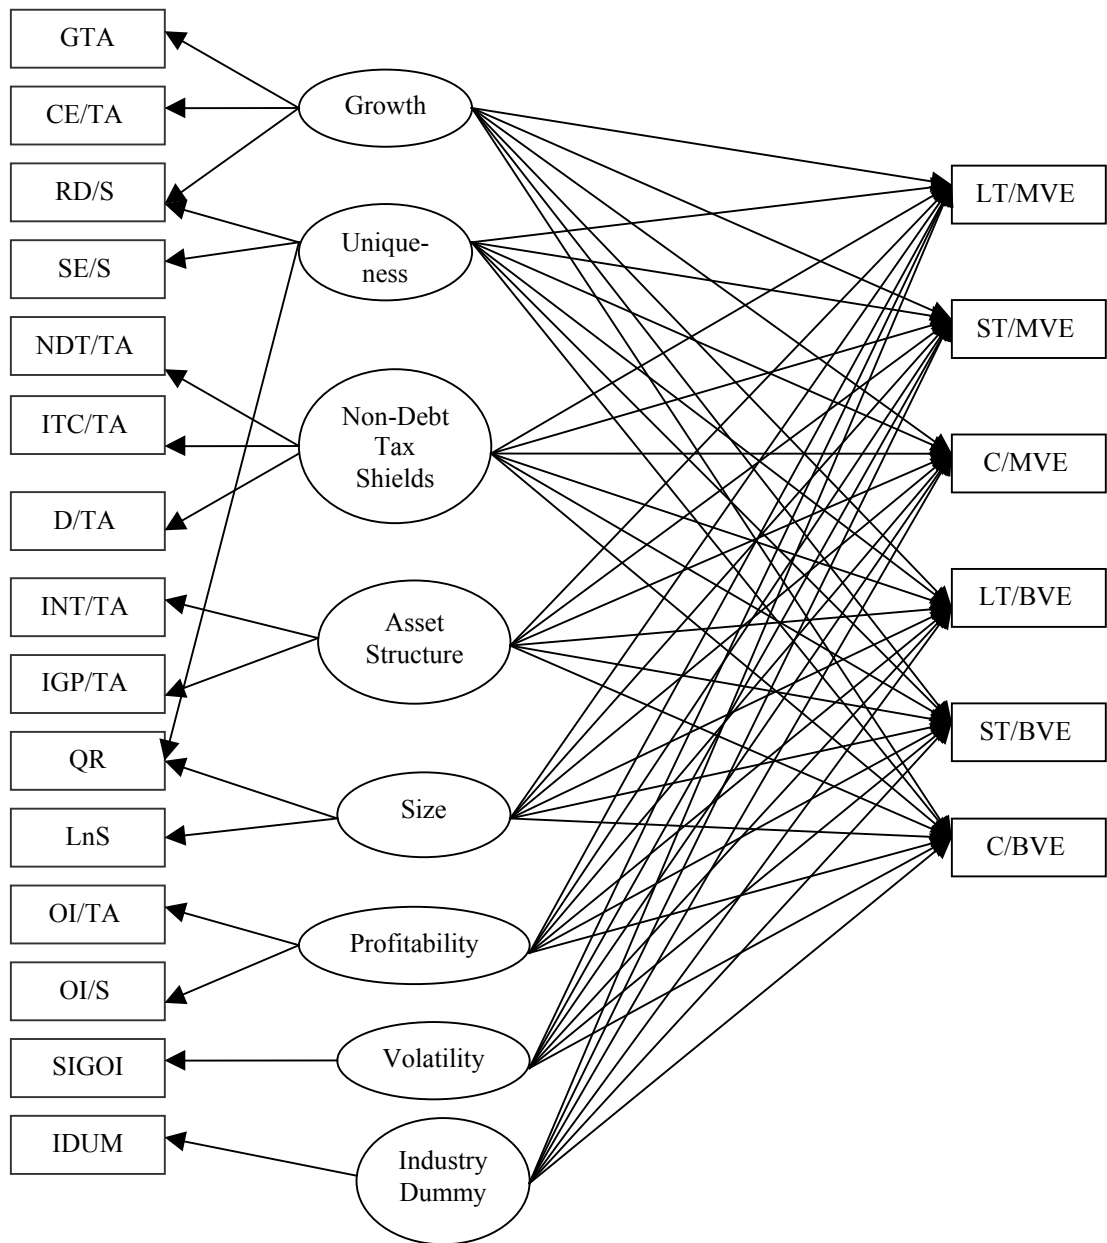 GTA
CE/TA
RD/S
SE/S
NDT/TA
ITC/TA
D/TA
INT/TA
IGP/TA
QR
LnS
OI/TA
OI/S
SIGOI
IDUM
Growth
Unique-
ness
Non-Debt
Tax
Shields
Asset
Structure
Size
Profitability
Volatility
Industry
Dummy
LT/MVE
ST/MVE
C/MVE
LT/BVE
ST/BVE
C/BVE